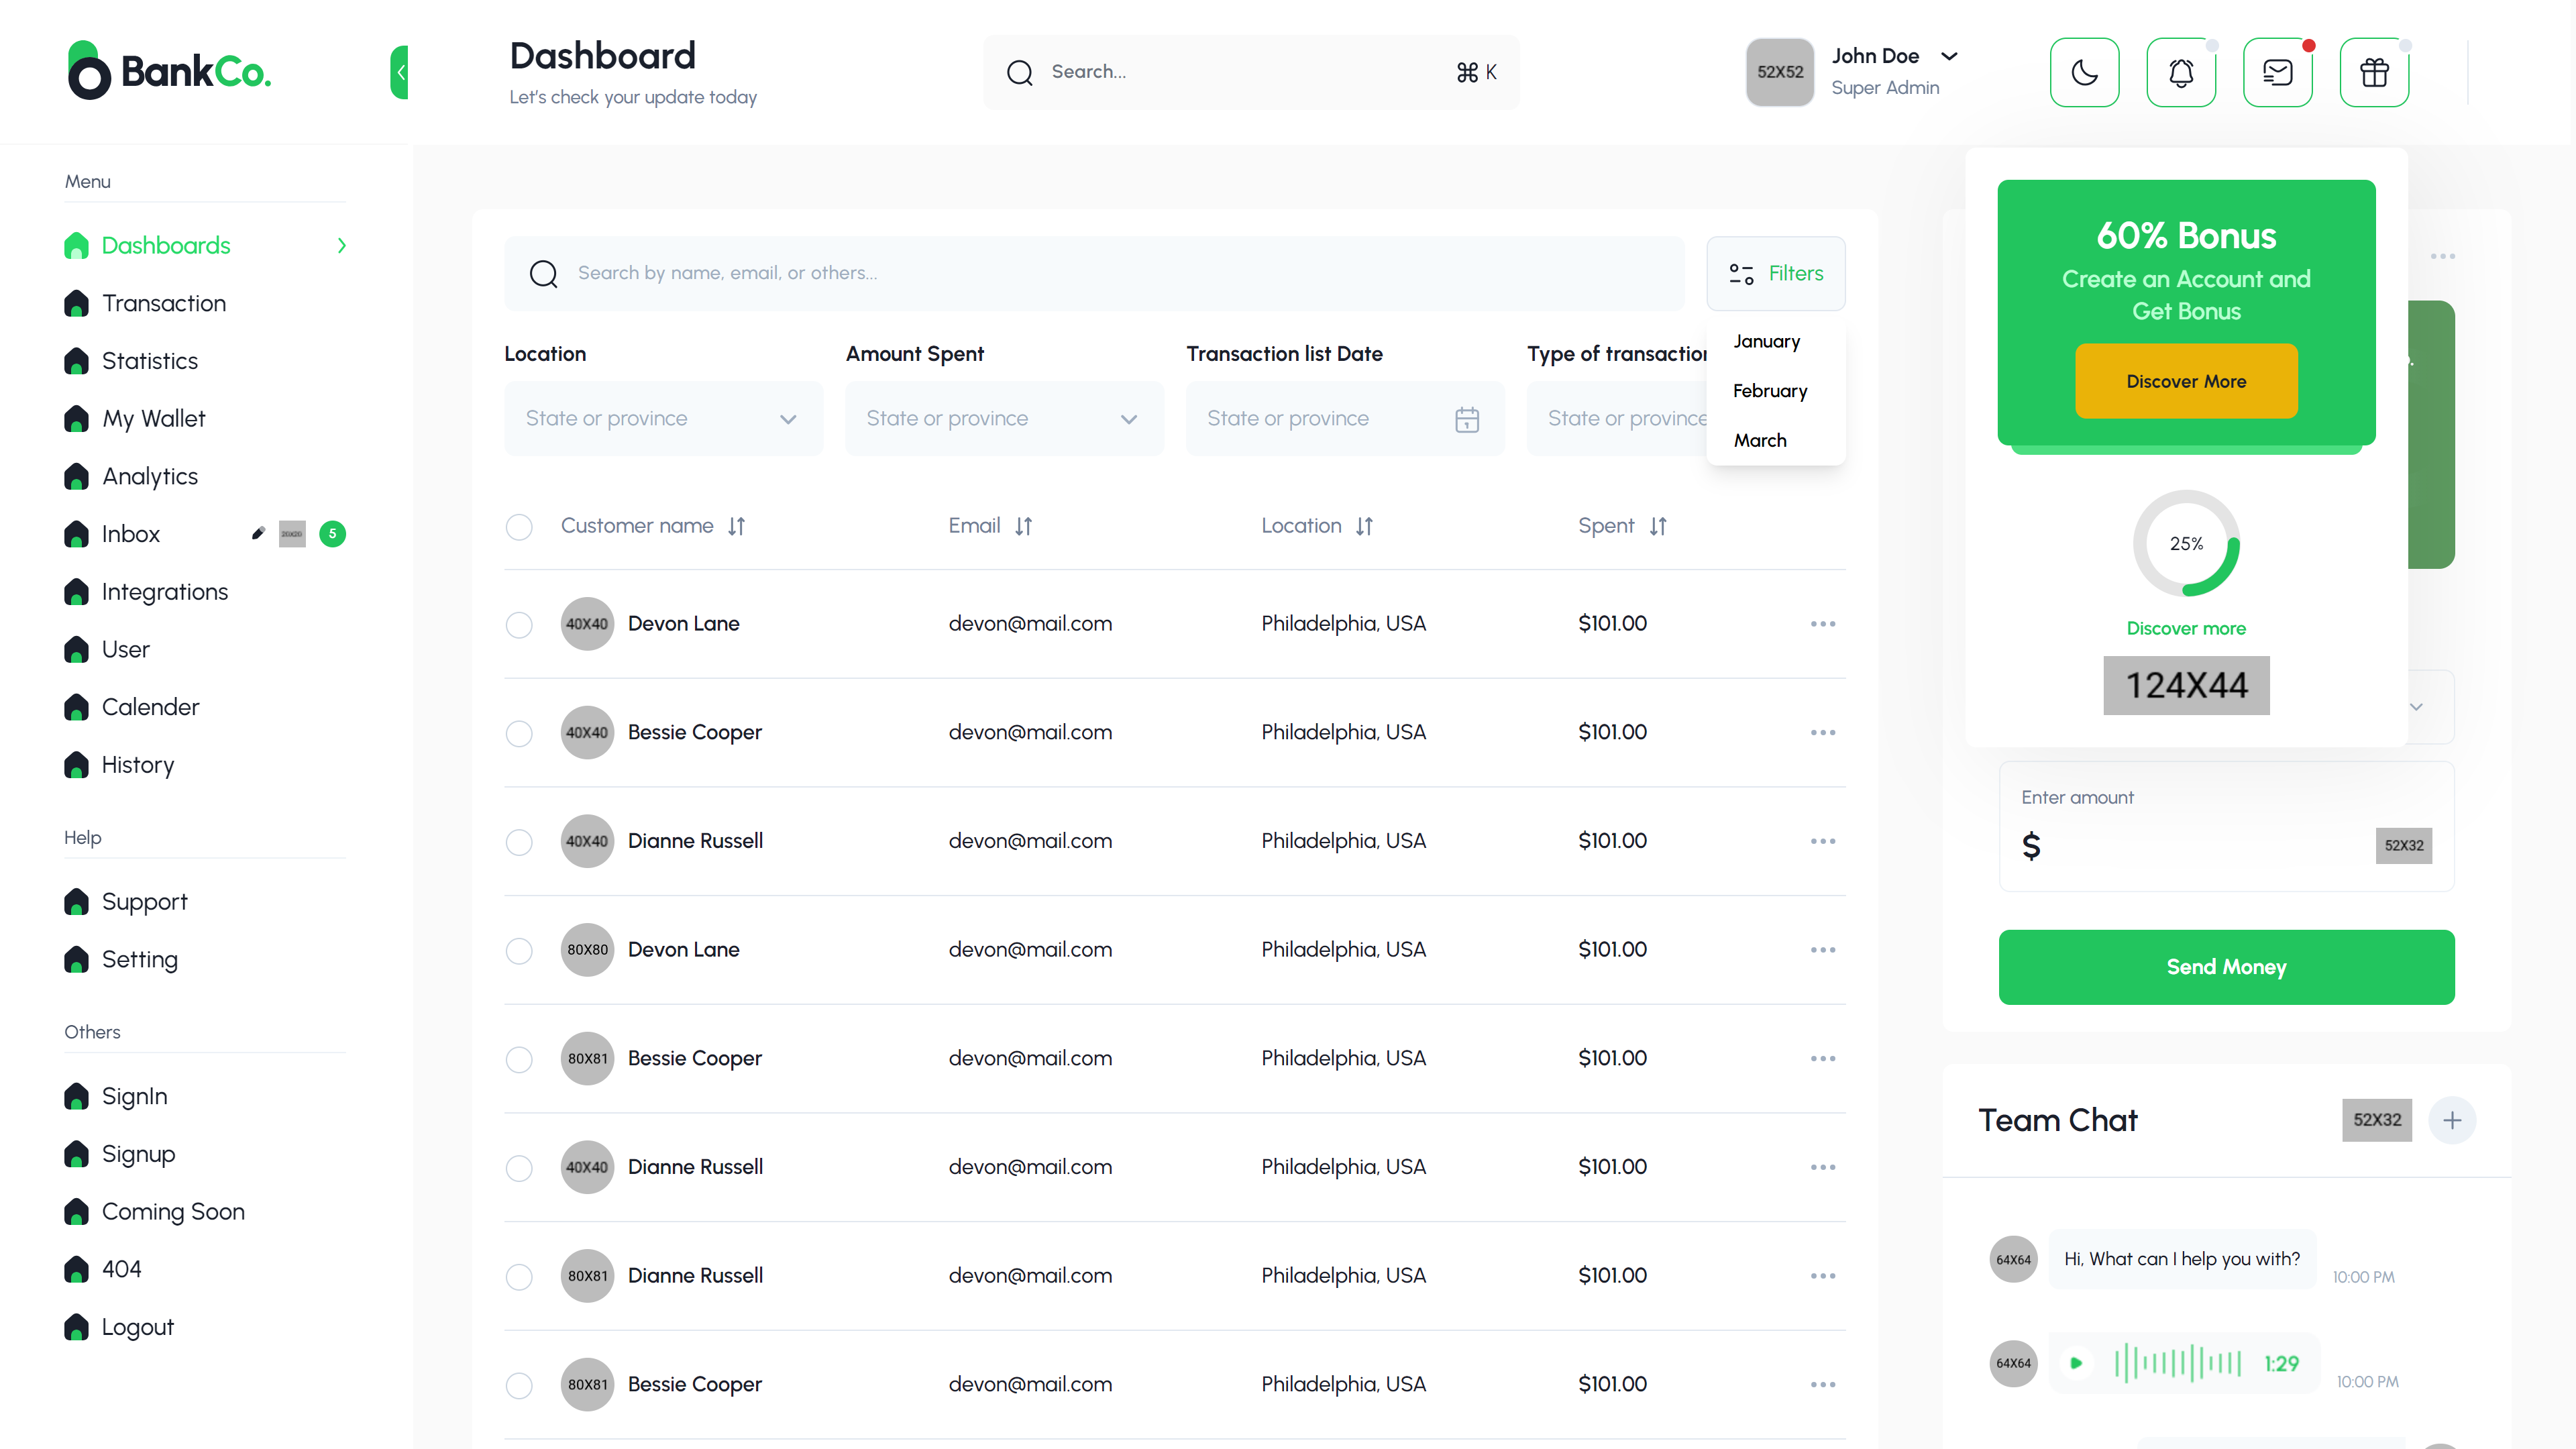 BankCo.
Dashboard
Let's check your update today
Search...
⌘ K
52X52
John Doe
Super Admin
Menu
Dashboards
Transaction
Statistics
My Wallet
Analytics
Inbox
20x20
5
Integrations
User
Calender
History
Help
Support
Setting
Others
SignIn
Signup
Coming Soon
404
Logout
Search by name, email, or others...
Filters
January
February
March
Location
Amount Spent
Transaction list Date
Type of transaction
State or province
State or province
State or province
State or province
Customer name
Email
Location
Spent
40X40 Devon Lane devon@mail.com Philadelphia, USA $101.00
40X40 Bessie Cooper devon@mail.com Philadelphia, USA $101.00
40X40 Dianne Russell devon@mail.com Philadelphia, USA $101.00
80X80 Devon Lane devon@mail.com Philadelphia, USA $101.00
80X81 Bessie Cooper devon@mail.com Philadelphia, USA $101.00
40X40 Dianne Russell devon@mail.com Philadelphia, USA $101.00
80X81 Dianne Russell devon@mail.com Philadelphia, USA $101.00
80X81 Bessie Cooper devon@mail.com Philadelphia, USA $101.00
60% Bonus
Create an Account and
Get Bonus
Discover More
25%
Discover more
124X44
Enter amount
$
52X32
Send Money
Team Chat
52X32
64X64
Hi, What can I help you with?
10:00 PM
64X64
1:29
10:00 PM